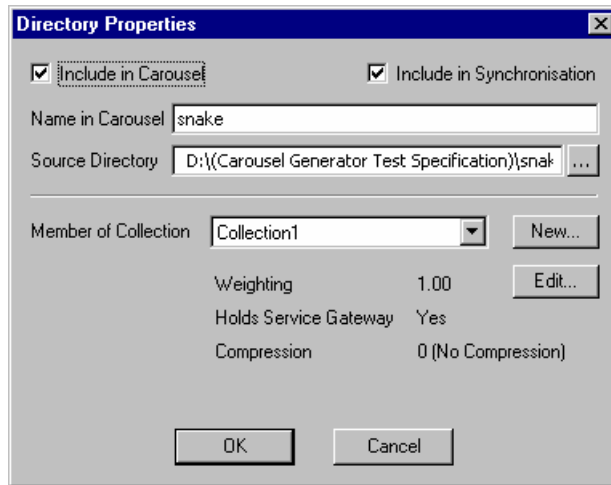 Directory Properties
Include in Carousel Include in Synchronisation
Name in Carousel snake
Source Directory D:\(Carousel Generator Test Specification)\snak ...
Member of Collection Collection1 New...
Weighting 1.00 Edit...
Holds Service Gateway Yes
Compression 0 (No Compression)
OK Cancel